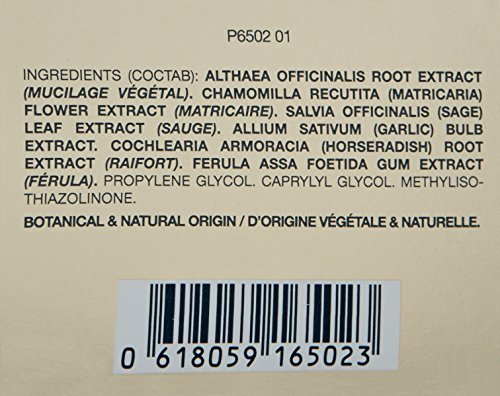 P6502 01
INGREDIENTS (COCTAB): ALTHAEA OFFICINALIS ROOT EXTRACT
(MUCILAGE VÉGÉTAL). CHAMOMILLA RECUTITA (MATRICARIA)
FLOWER EXTRACT (MATRICAIRE). SALVIA OFFICINALIS (SAGE)
LEAF EXTRACT (SAUGE). ALLIUM SATIVUM (GARLIC) BULB
EXTRACT. COCHLEARIA ARMORACIA (HORSERADISH) ROOT
EXTRACT (RAIFORT). FERULA ASSA FOETIDA GUM EXTRACT
(FÉRULA). PROPYLENE GLYCOL. CAPRYLYL GLYCOL. METHYLISO-
THIAZOLINONE.
BOTANICAL & NATURAL ORIGIN / D'ORIGINE VÉGÉTALE & NATURELLE.
0 618059 165023